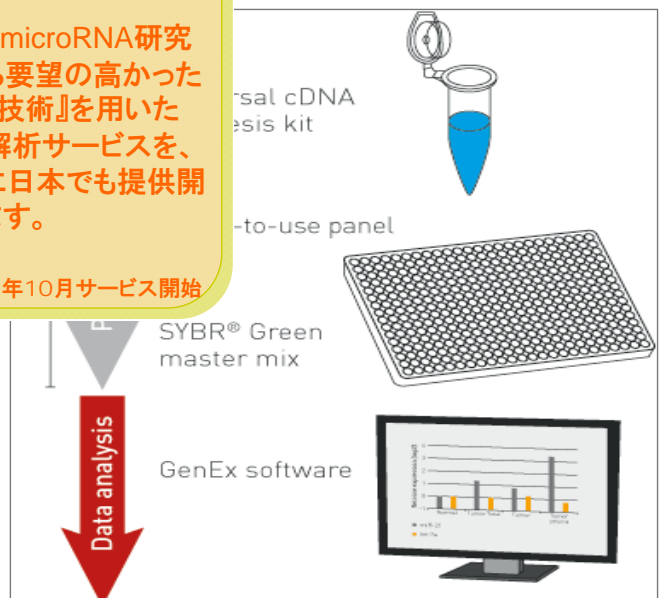 microRNA研究
要望の高かった
技術』を用いた
解析サービスを、
に日本でも提供開
す。
年10月サービス開始
rsal cDNA
esis kit
-to-use panel
SYBR® Green
master mix
Data analysis
GenEx software